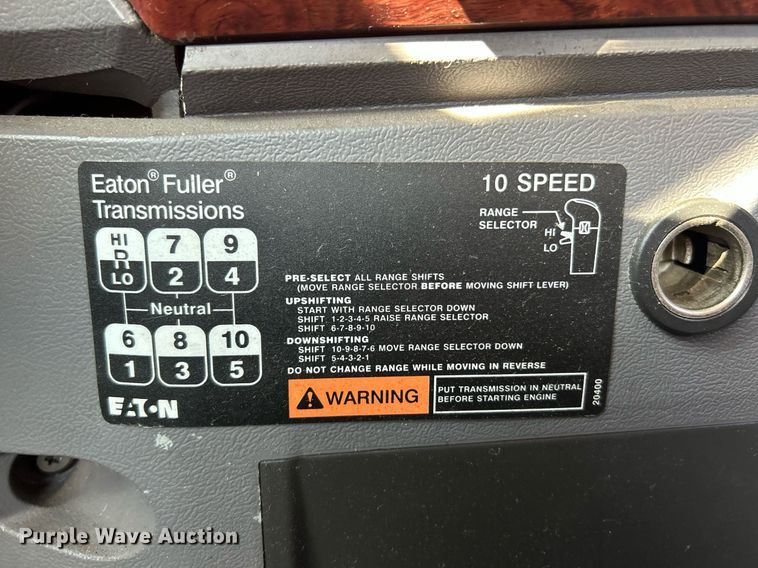 Eaton® Fuller®
Transmissions
10 SPEED
RANGE
SELECTOR
HI
LO
HI
R
LO
7
2
9
4
Neutral
6
1
8
3
10
5
PRE-SELECT ALL RANGE SHIFTS
(MOVE RANGE SELECTOR BEFORE MOVING SHIFT LEVER)
UPSHIFTING
START WITH RANGE SELECTOR DOWN
SHIFT 1-2-3-4-5 RAISE RANGE SELECTOR
SHIFT 6-7-8-9-10
DOWNSHIFTING
SHIFT 10-9-8-7-6 MOVE RANGE SELECTOR DOWN
SHIFT 5-4-3-2-1
DO NOT CHANGE RANGE WHILE MOVING IN REVERSE
WARNING
PUT TRANSMISSION IN NEUTRAL
BEFORE STARTING ENGINE
20400
EATON
Purple Wave Auction